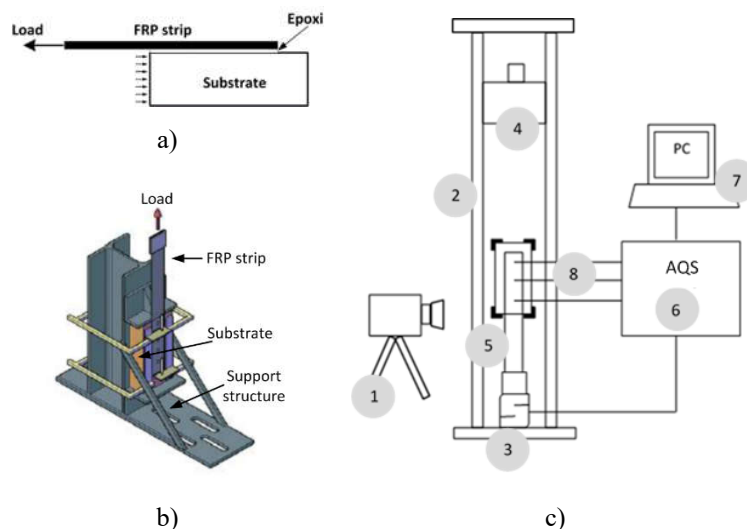 Epoxi
Load
FRP strip
Substrate
a)
Load
FRP strip
Substrate
Support
structure
b)
4
2
PC
7
8
AQS
6
5
1
3
c)